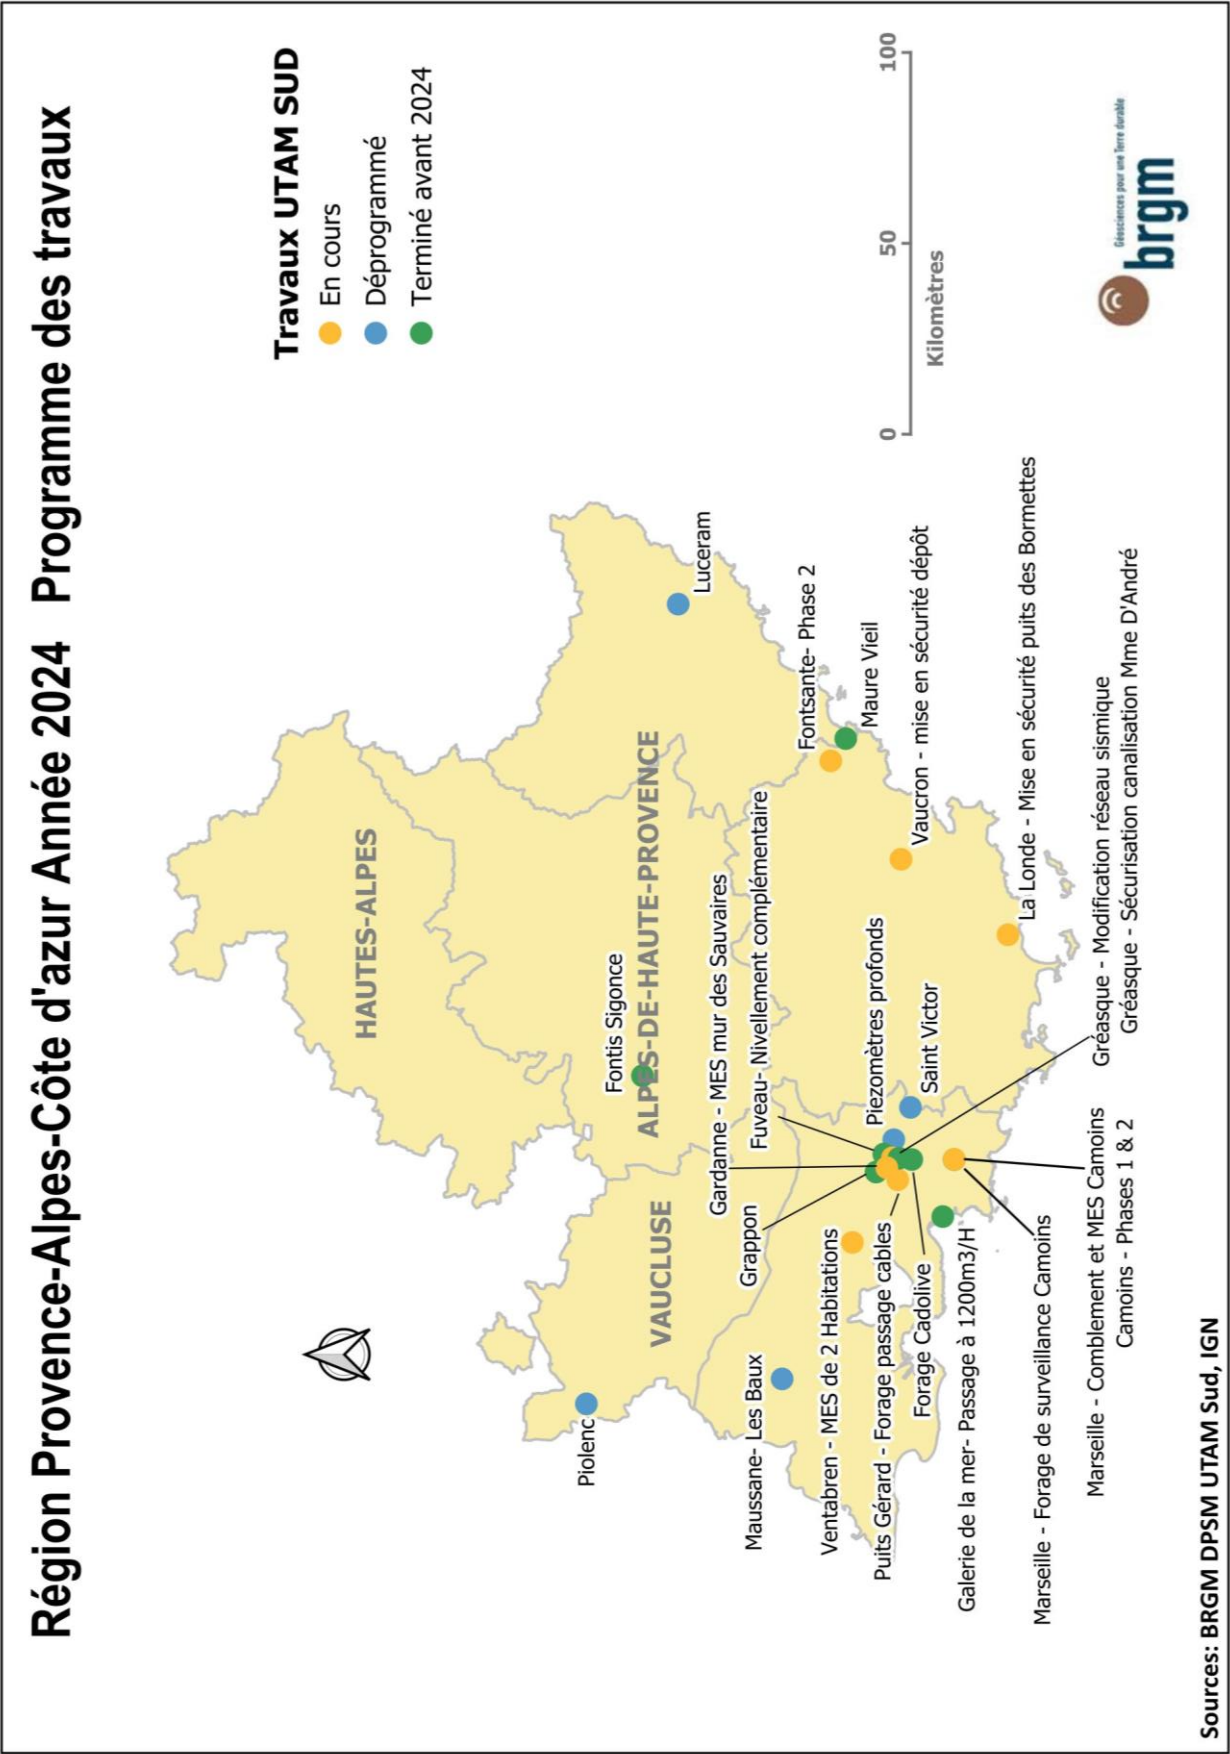 Région Provence-Alpes-Côte d'azur Année 2024 Programme des travaux
Travaux UTAM SUD
En cours
Déprogrammé
Terminé avant 2024
HAUTES-ALPES
Fontis Sigonce
ALPES-DE-HAUTE-PROVENCE
VAUCLUSE
Piolenc
Luceram
Gardanne - MES mur des Sauvaires
Fuveau- Nivellement complémentaire
Grappon
Maussane- Les Baux
Fontsante- Phase 2
Maure Vieil
Ventabren - MES de 2 Habitations
Piezomètres profonds
Puits Gérard - Forage passage cables
Saint Victor
Forage Cadolive
Vaucron - mise en sécurité dépôt
Galerie de la mer- Passage à 1200m3/H
La Londe - Mise en sécurité puits des Bormettes
Marseille - Forage de surveillance Camoins
Marseille - Comblement et MES Camoins
Camoins - Phases 1 & 2
Gréasque - Modification réseau sismique
Gréasque - Sécurisation canalisation Mme D'André
0 50 100
Kilomètres
Géosciences pour une Terre durable
brgm
Sources: BRGM DPSM UTAM Sud, IGN